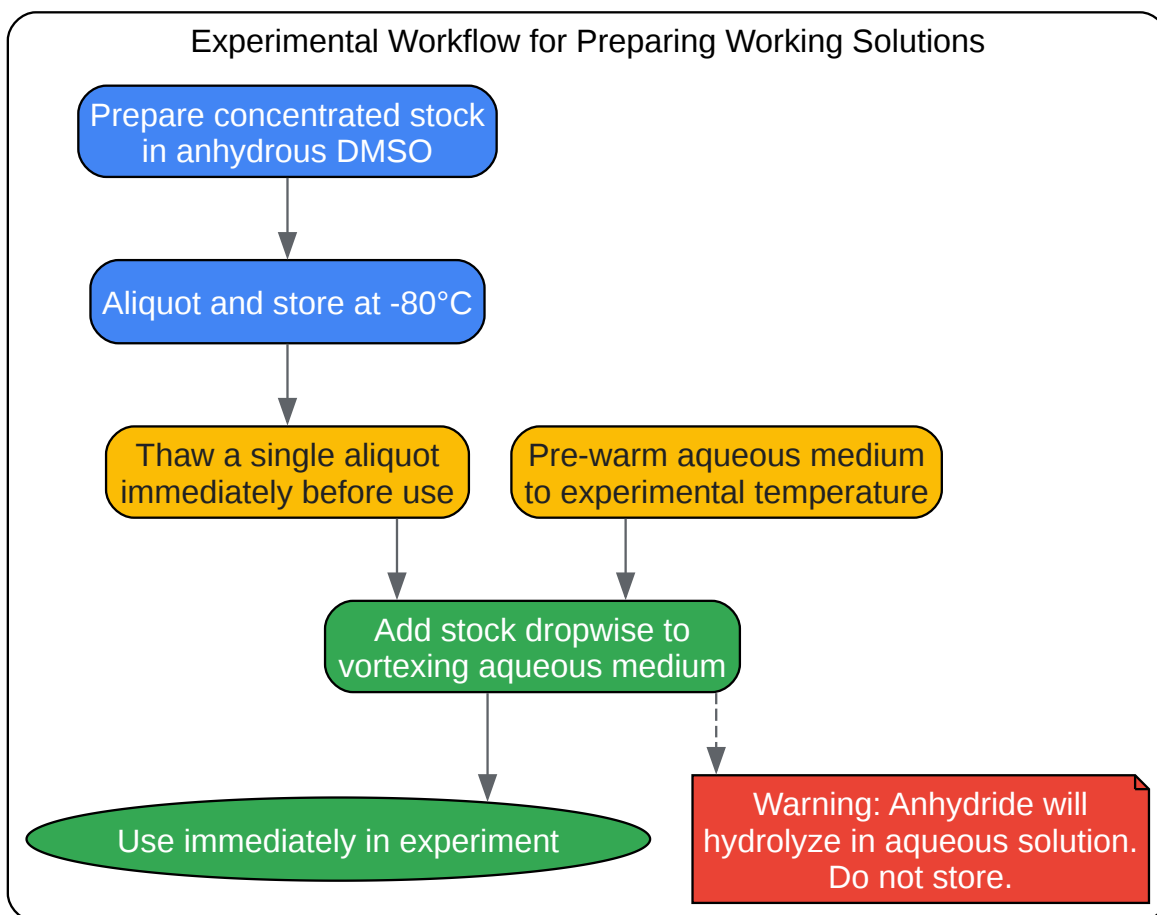 Experimental Workflow for Preparing Working Solutions
Prepare concentrated stock
in anhydrous DMSO
Aliquot and store at -80°C
Thaw a single aliquot
immediately before use
Pre-warm aqueous medium
to experimental temperature
Add stock dropwise to
vortexing aqueous medium
Use immediately in experiment
Warning: Anhydride will
hydrolyze in aqueous solution.
Do not store.